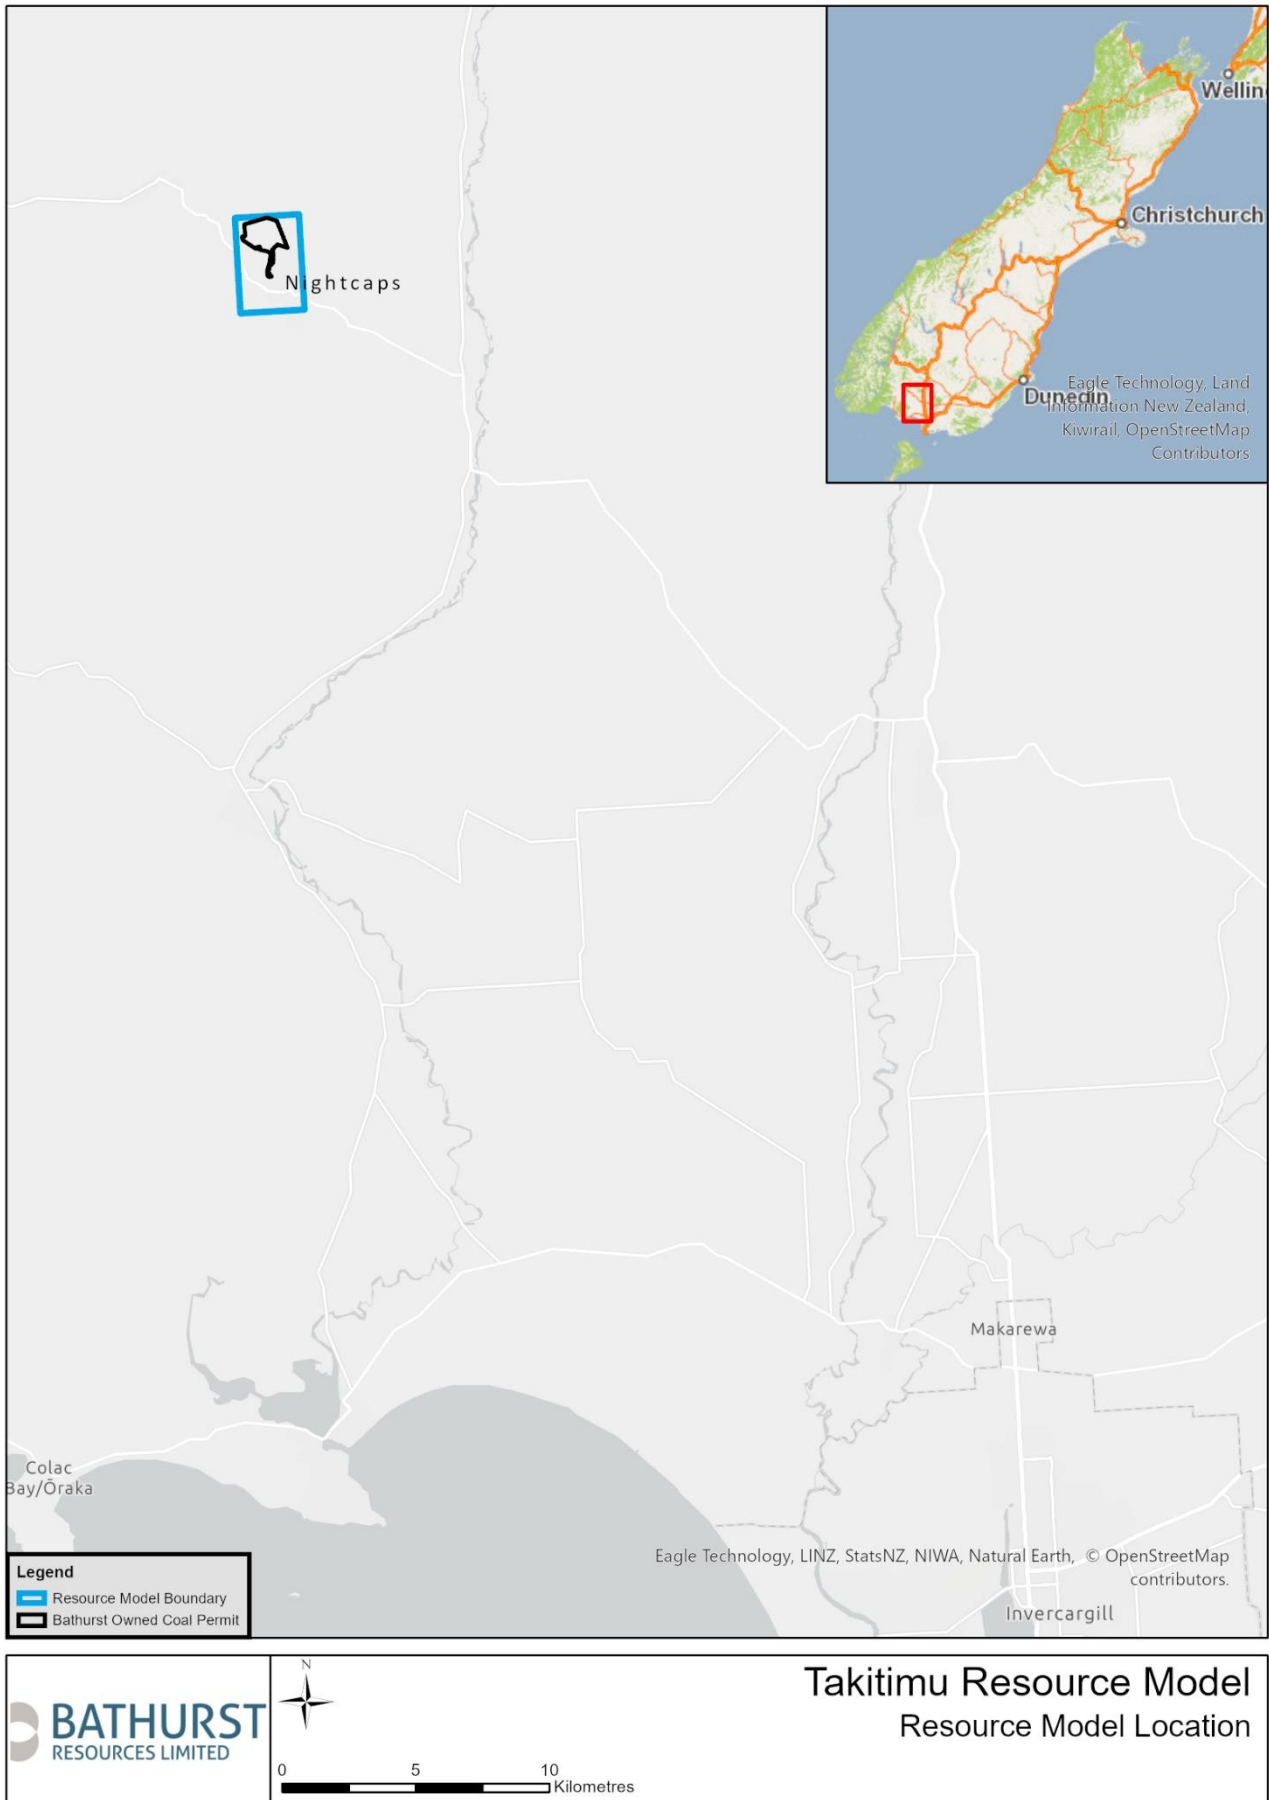 Wellin
Christchurch
Dunedin
Eagle Technology, Land
Information New Zealand,
Kiwirail, OpenStreetMap
Contributors
Nightcaps
Makarewa
Colac
Bay/Ōraka
Eagle Technology, LINZ, StatsNZ, NIWA, Natural Earth, © OpenStreetMap
contributors.
Invercargill
Legend
Resource Model Boundary
Bathurst Owned Coal Permit
BATHURST
RESOURCES LIMITED
N
0 5 10
Kilometres
Takitimu Resource Model
Resource Model Location